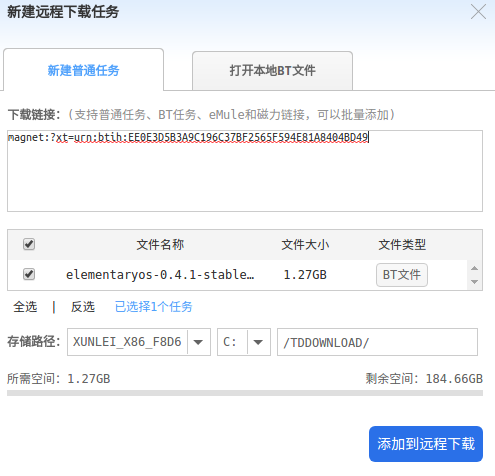 新建远程下载任务
新建普通任务
打开本地BT文件
下载链接：(支持普通任务、BT任务、eMule和磁力链接，可以批量添加)
magnet:?xt=urn:btih:EE0E3D5B3A9C196C37BF2565F594E81A8404BD49
文件名称 文件大小 文件类型
elementaryos-0.4.1-stable… 1.27GB BT文件
全选 | 反选 已选择1个任务
存储路径： XUNLEI_X86_F8D6 C: /TDDOWNLOAD/
所需空间：1.27GB 剩余空间：184.66GB
添加到远程下载